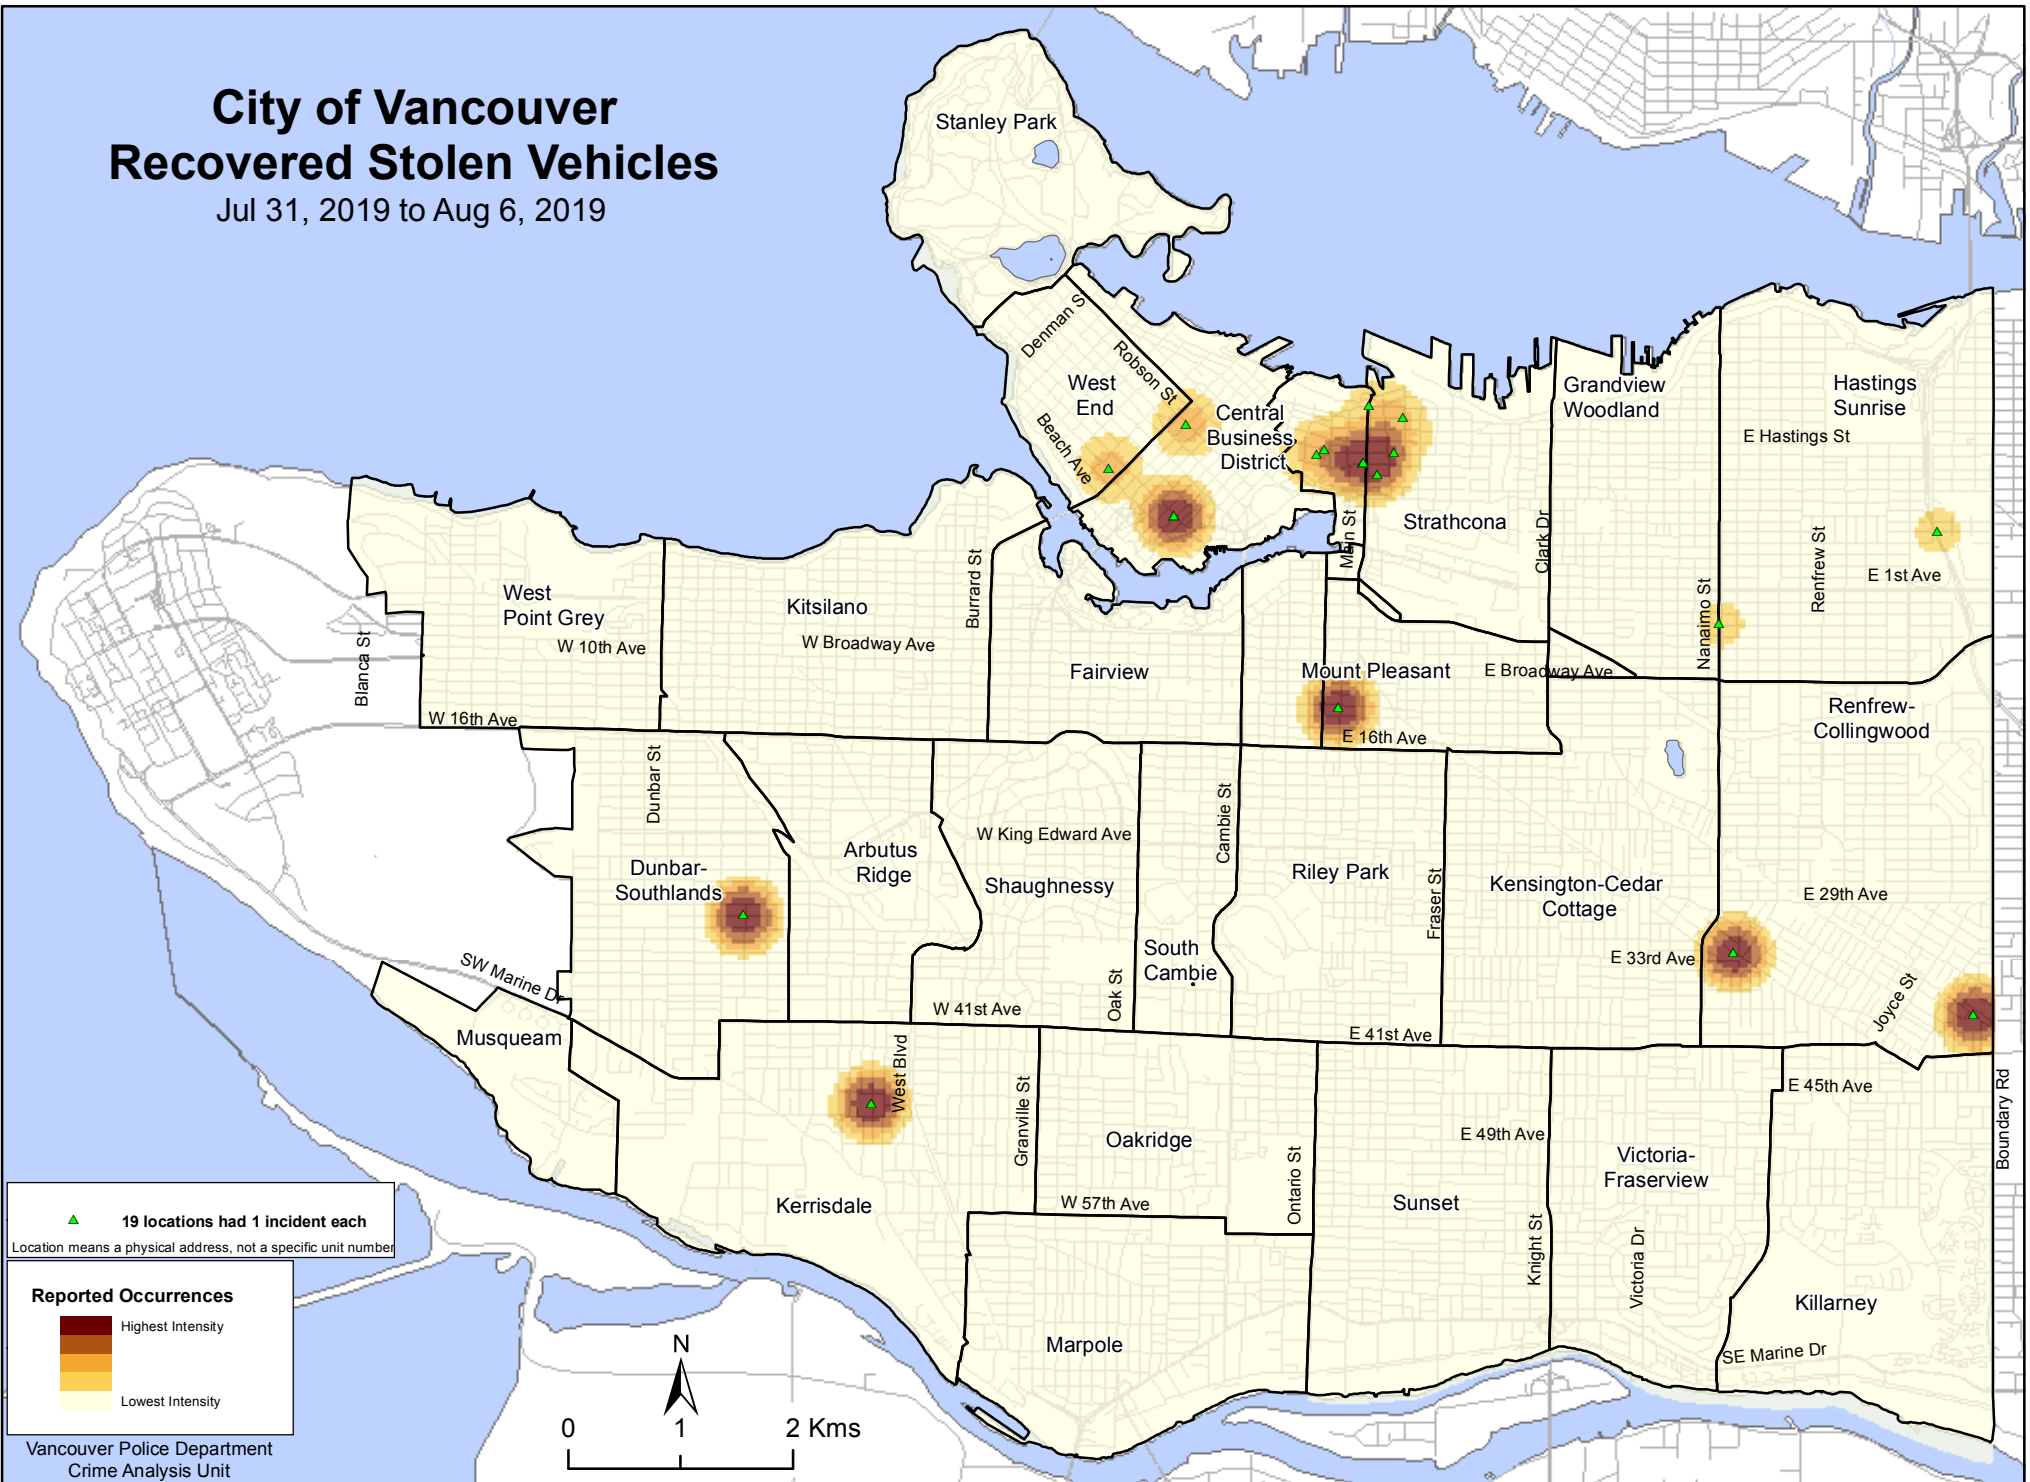 City of Vancouver
Recovered Stolen Vehicles
Jul 31, 2019 to Aug 6, 2019
Stanley Park
Denman S
Robson St
West
End
Beach Ave
Central
Business
District
Grandview
Woodland
Hastings
Sunrise
E Hastings St
Main St
Strathcona
Clark Dr
Renfrew St
E 1st Ave
Nanaimo St
West
Point Grey
W 10th Ave
Blanca St
W 16th Ave
Kitsilano
W Broadway Ave
Burrard St
Fairview
Mount Pleasant
E Broadway Ave
E 16th Ave
Renfrew-
Collingwood
Dunbar St
Dunbar-
Southlands
Arbutus
Ridge
W King Edward Ave
Shaughnessy
Cambie St
Riley Park
Fraser St
Kensington-Cedar
Cottage
E 29th Ave
E 33rd Ave
South
Cambie
Oak St
Joyce St
SW Marine Dr
W 41st Ave
E 41st Ave
Musqueam
West Blvd
Granville St
Oakridge
E 45th Ave
Boundary Rd
E 49th Ave
Victoria-
Fraserview
Kerrisdale
W 57th Ave
Ontario St
Sunset
Knight St
Victoria Dr
Killarney
SE Marine Dr
Marpole
19 locations had 1 incident each
Location means a physical address, not a specific unit number
Reported Occurrences
Highest Intensity
Lowest Intensity
Vancouver Police Department
Crime Analysis Unit
N
0 1 2 Kms